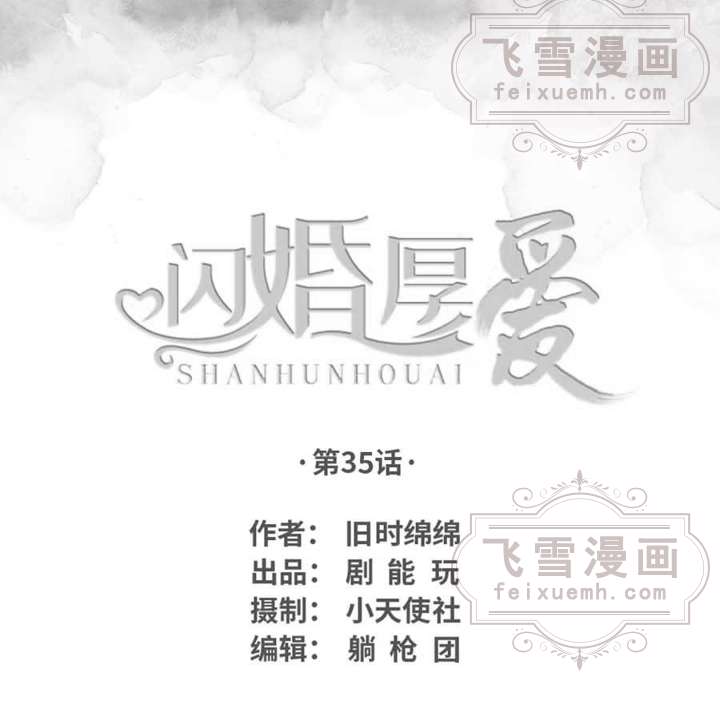 飞雪漫画
feixuemh.com
闪婚厚爱
SHANHUNHOUAI
·第35话·
作者： 旧时绵绵
出品： 剧能玩
飞雪漫画
feixuemh.com
摄制： 小天使社
编辑： 躺枪团